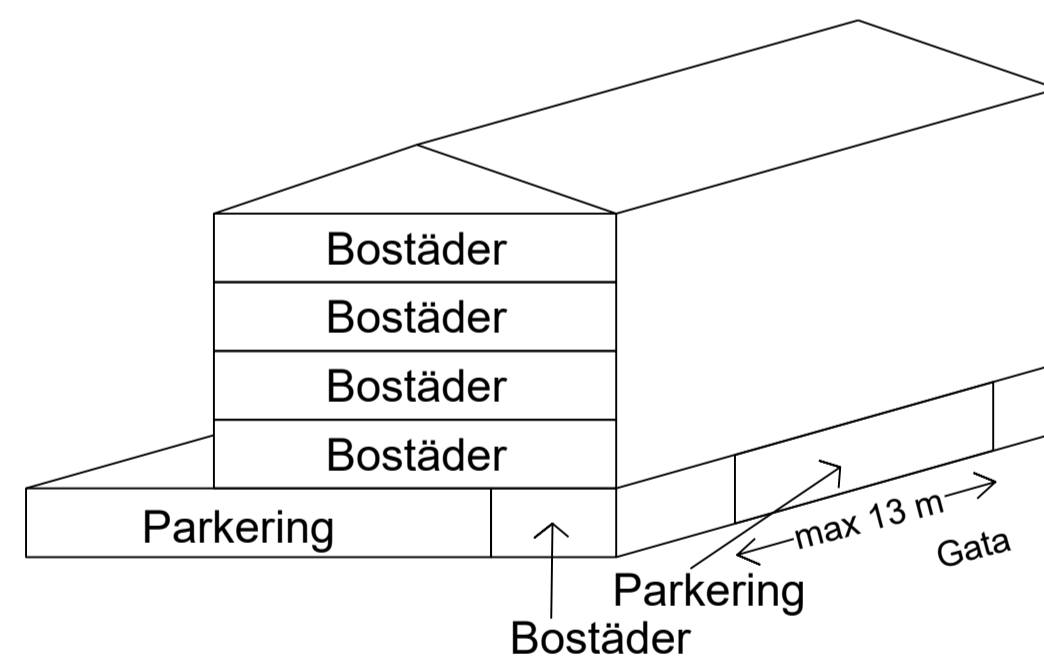 Bostäder
Bostäder
Bostäder
Bostäder
Parkering
max 13 m
Gata
Parkering
Bostäder